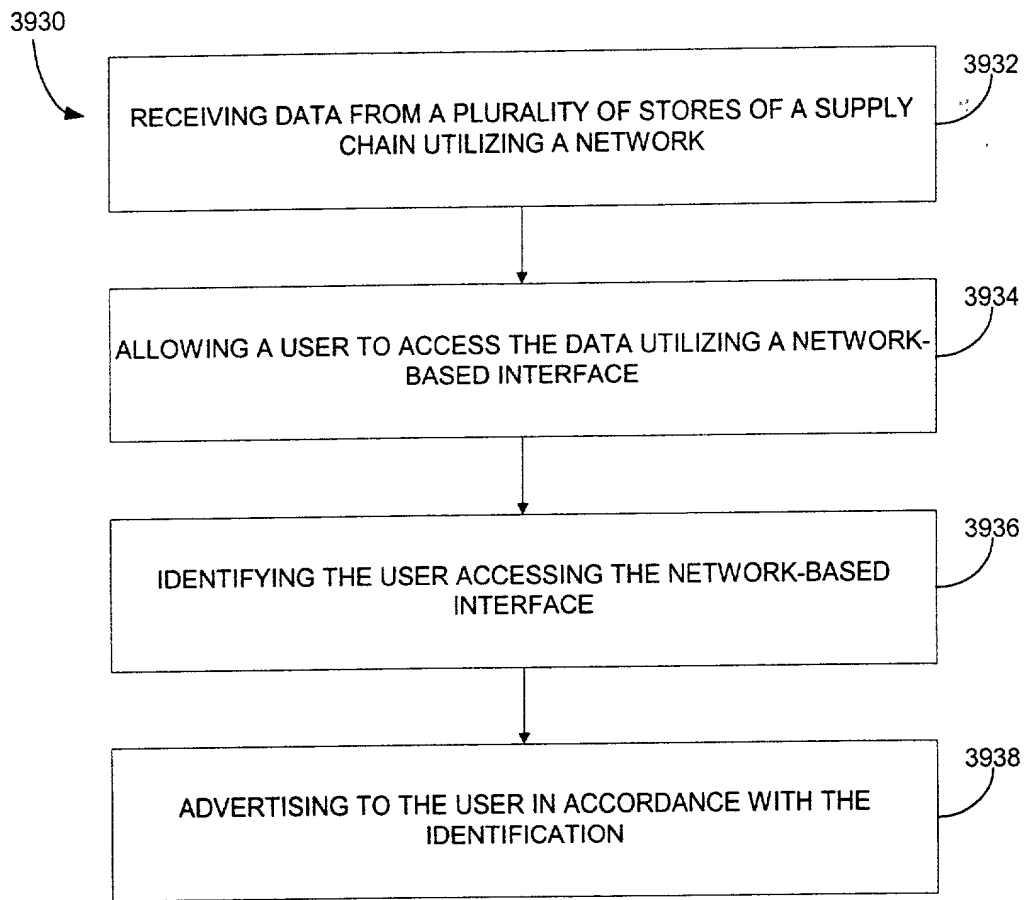 3930
3932
RECEIVING DATA FROM A PLURALITY OF STORES OF A SUPPLY
CHAIN UTILIZING A NETWORK
3934
ALLOWING A USER TO ACCESS THE DATA UTILIZING A NETWORK-
BASED INTERFACE
3936
IDENTIFYING THE USER ACCESSING THE NETWORK-BASED
INTERFACE
3938
ADVERTISING TO THE USER IN ACCORDANCE WITH THE
IDENTIFICATION